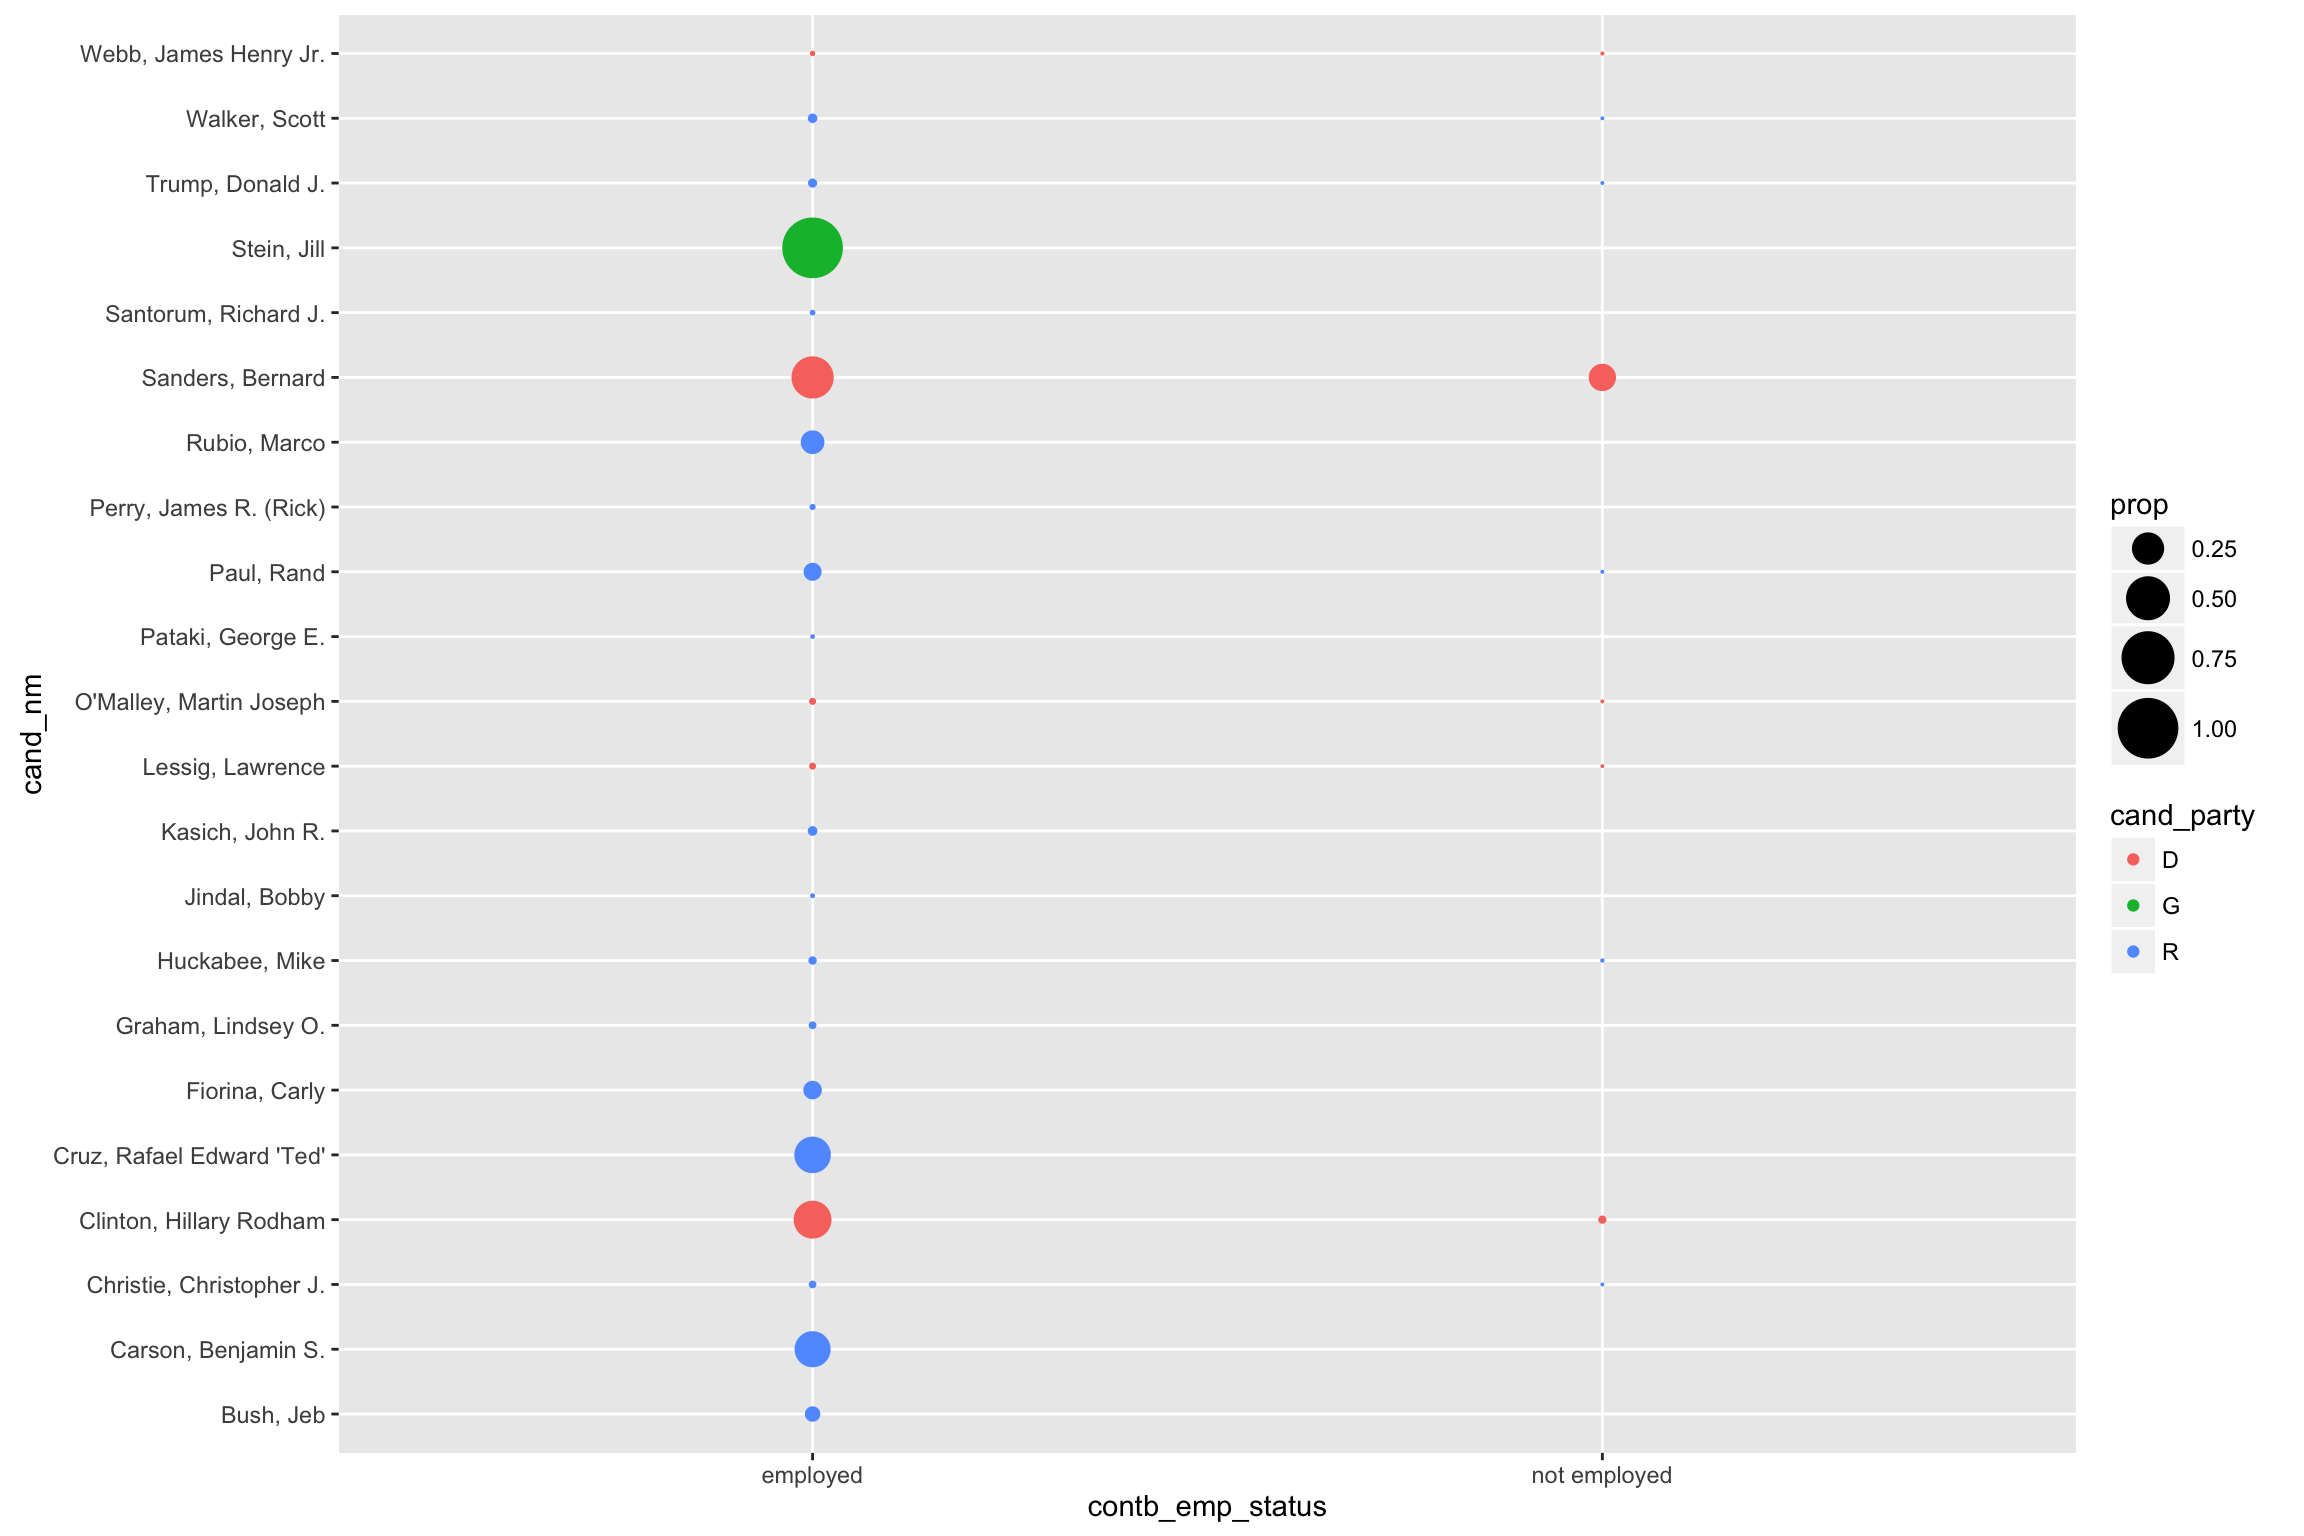 Webb, James Henry Jr.
Walker, Scott
Trump, Donald J.
Stein, Jill
Santorum, Richard J.
Sanders, Bernard
Rubio, Marco
Perry, James R. (Rick)
Paul, Rand
Pataki, George E.
O'Malley, Martin Joseph
Lessig, Lawrence
Kasich, John R.
Jindal, Bobby
Huckabee, Mike
Graham, Lindsey O.
Fiorina, Carly
Cruz, Rafael Edward 'Ted'
Clinton, Hillary Rodham
Christie, Christopher J.
Carson, Benjamin S.
Bush, Jeb
cand_nm
employed
not employed
contb_emp_status
prop
0.25
0.50
0.75
1.00
cand_party
D
G
R